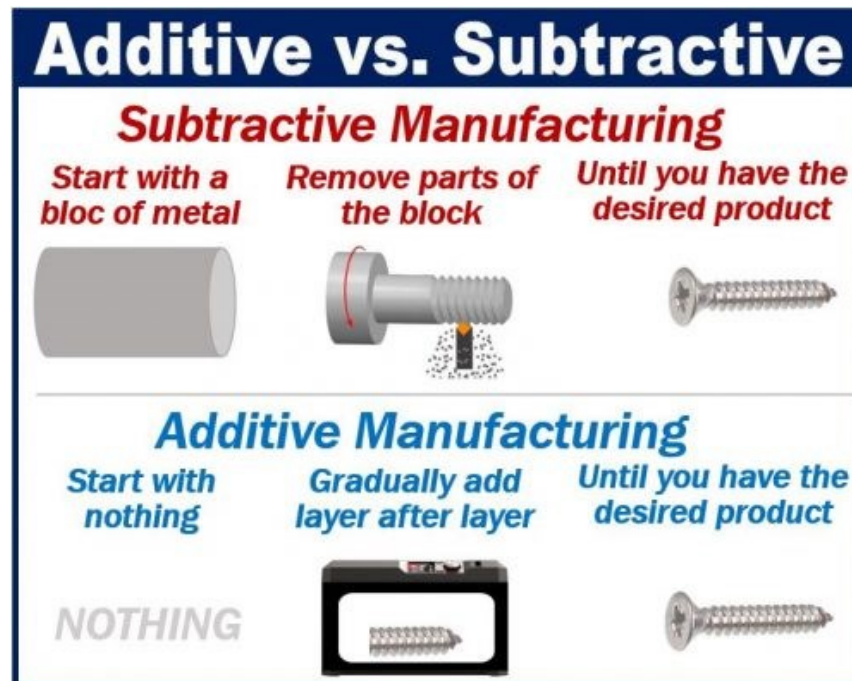 Additive vs. Subtractive
Subtractive Manufacturing
Start with a
bloc of metal
Remove parts of
the block
Until you have the
desired product
Additive Manufacturing
Start with
nothing
Gradually add
layer after layer
Until you have the
desired product
NOTHING